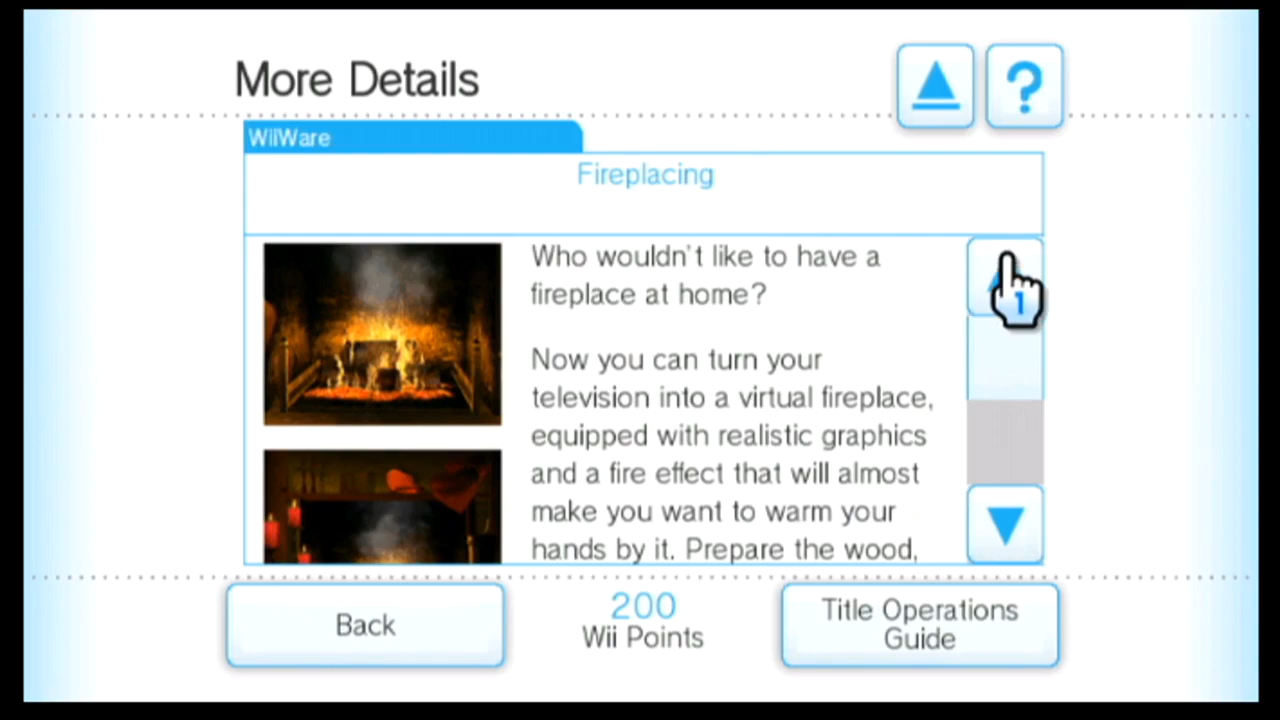 More Details
?
WiiWare
Fireplacing
Who wouldn't like to have a
fireplace at home?
Now you can turn your
television into a virtual fireplace,
equipped with realistic graphics
and a fire effect that will almost
make you want to warm your
hands by it. Prepare the wood,
1
Back
200
Wii Points
Title Operations
Guide